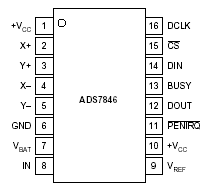 +VCC 1 16 DCLK
X+ 2 15 CS
Y+ 3 14 DIN
X– 4 13 BUSY
ADS7846
Y– 5 12 DOUT
GND 6 11 PENIRQ
VBAT 7 10 +VCC
IN 8 9 VREF